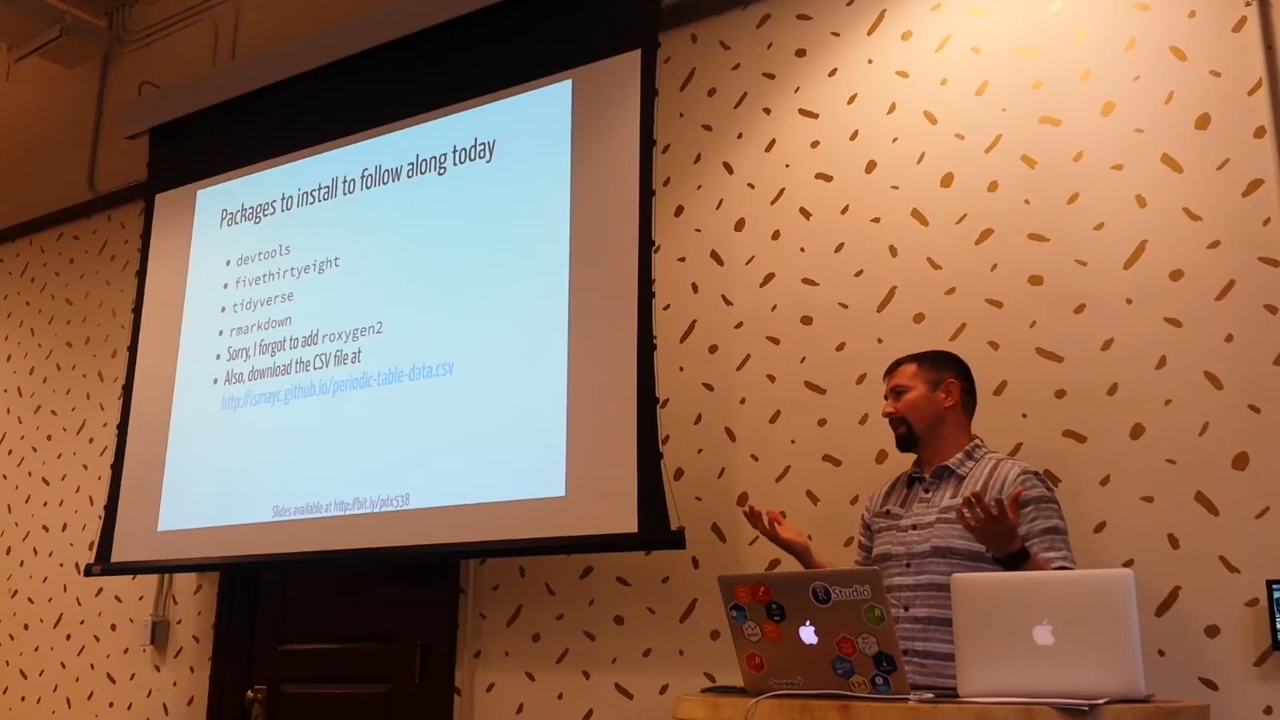 Packages to install to follow along today
• devtools
• fivethirtyeight
• tidyverse
• rmarkdown
• Sorry, I forgot to add roxygen2
• Also, download the CSV file at
http://ismayc.github.io/periodic-table-data.csv
Slides available at http://bit.ly/pdx538
R Studio